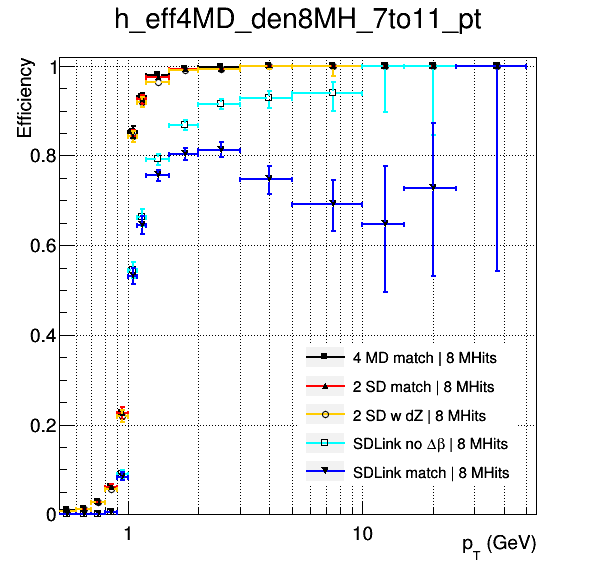 h_eff4MD_den8MH_7to11_pt
Efficiency
1
0.8
0.6
0.4
0.2
0
4 MD match | 8 MHits
2 SD match | 8 MHits
2 SD w dZ | 8 MHits
SDLink no Δβ | 8 MHits
SDLink match | 8 MHits
1
10
p_T (GeV)